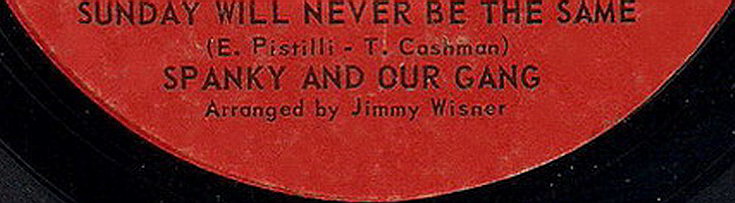 SUNDAY WILL NEVER BE THE SAME
(E. Pistilli - T. Cashman)
SPANKY AND OUR GANG
Arranged by Jimmy Wisner